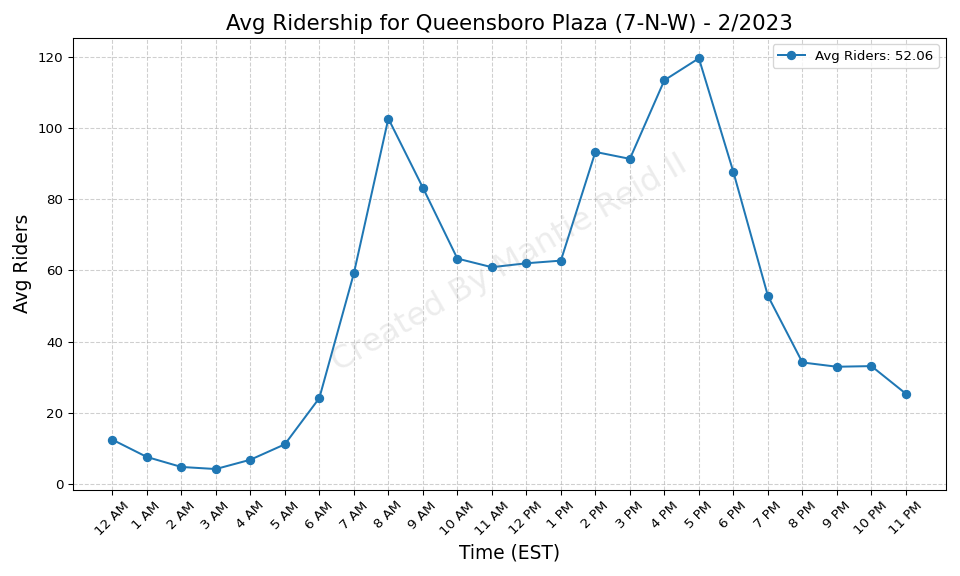 Avg Ridership for Queensboro Plaza (7-N-W) - 2/2023
Avg Riders: 52.06
120
100
80
60
40
20
0
Avg Riders
Created By Mantie Reid II
12 AM
1 AM
2 AM
3 AM
4 AM
5 AM
6 AM
7 AM
8 AM
9 AM
10 AM
11 AM
12 PM
1 PM
2 PM
3 PM
4 PM
5 PM
6 PM
7 PM
8 PM
9 PM
10 PM
11 PM
Time (EST)